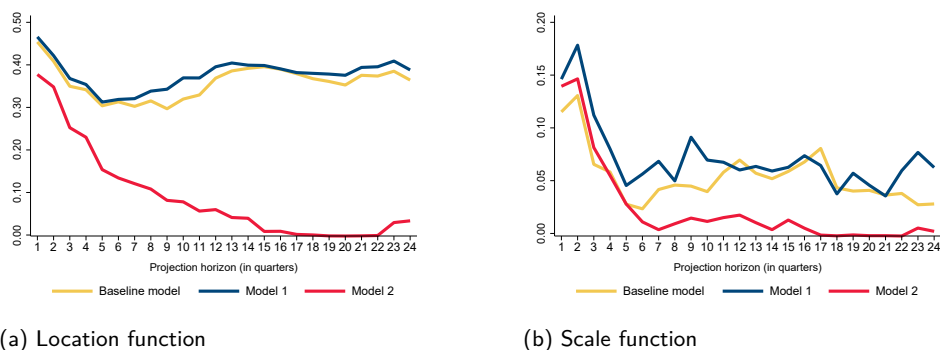 0.50
0.40
0.30
0.20
0.10
0.00
1 2 3 4 5 6 7 8 9 10 11 12 13 14 15 16 17 18 19 20 21 22 23 24
Projection horizon (in quarters)
Baseline model Model 1 Model 2
(a) Location function
0.20
0.15
0.10
0.05
0.00
1 2 3 4 5 6 7 8 9 10 11 12 13 14 15 16 17 18 19 20 21 22 23 24
Projection horizon (in quarters)
Baseline model Model 1 Model 2
(b) Scale function